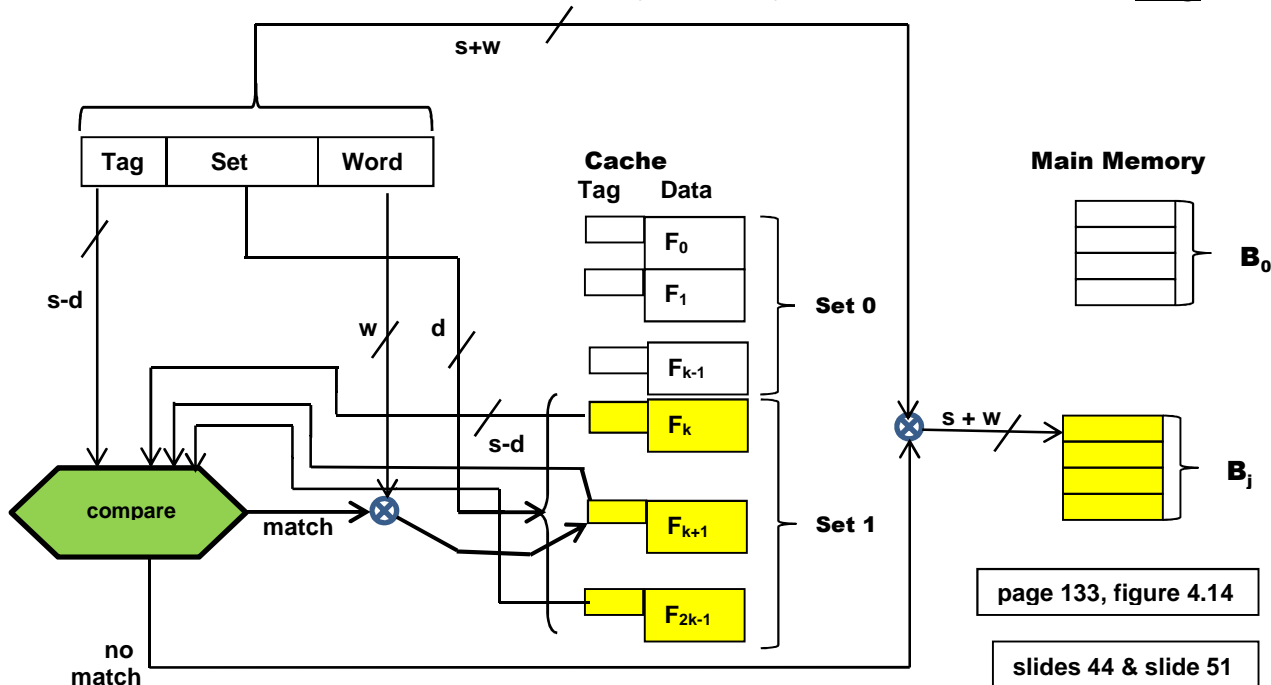 s+w
Tag Set Word
Cache
Tag Data
Main Memory
F0
F1
Fk-1
Set 0
B0
s-d
w
d
s-d
Fk
Fk+1
F2k-1
Set 1
s + w
Bj
compare
match
no
match
page 133, figure 4.14
slides 44 & slide 51